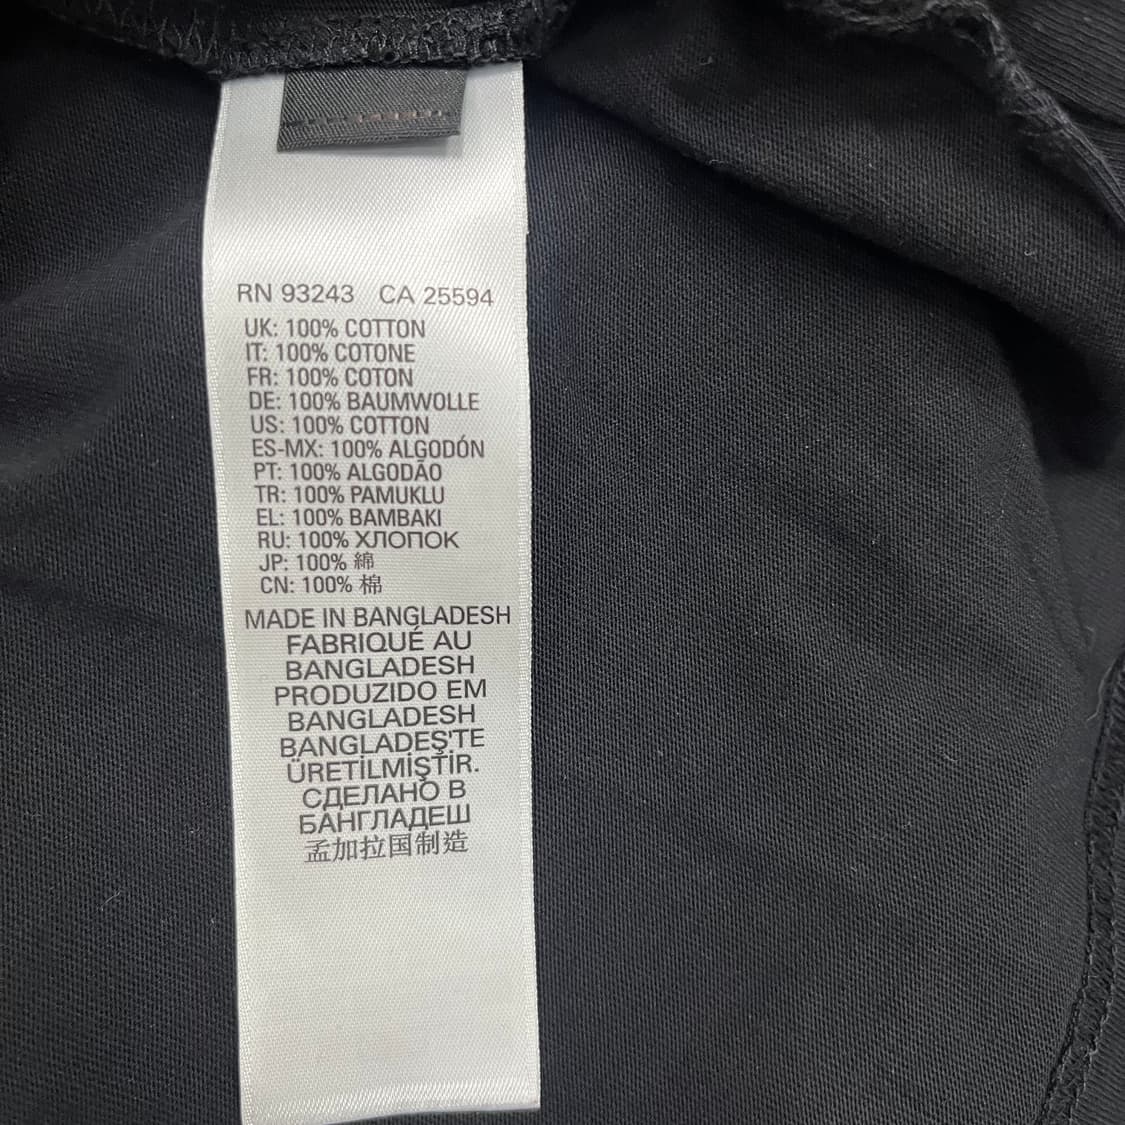 RN 93243 CA 25594
UK: 100% COTTON
IT: 100% COTONE
FR: 100% COTON
DE: 100% BAUMWOLLE
US: 100% COTTON
ES-MX: 100% ALGODÓN
PT: 100% ALGODÃO
TR: 100% PAMUKLU
EL: 100% BAMBAKI
RU: 100% ХЛОПОК
JP: 100% 綿
CN: 100% 棉
MADE IN BANGLADESH
FABRIQUÉ AU
BANGLADESH
PRODUZIDO EM
BANGLADESH
BANGLADEŞ'TE
ÜRETİLMİŞTİR.
СДЕЛАНО В
БАНГЛАДЕШ
孟加拉国制造